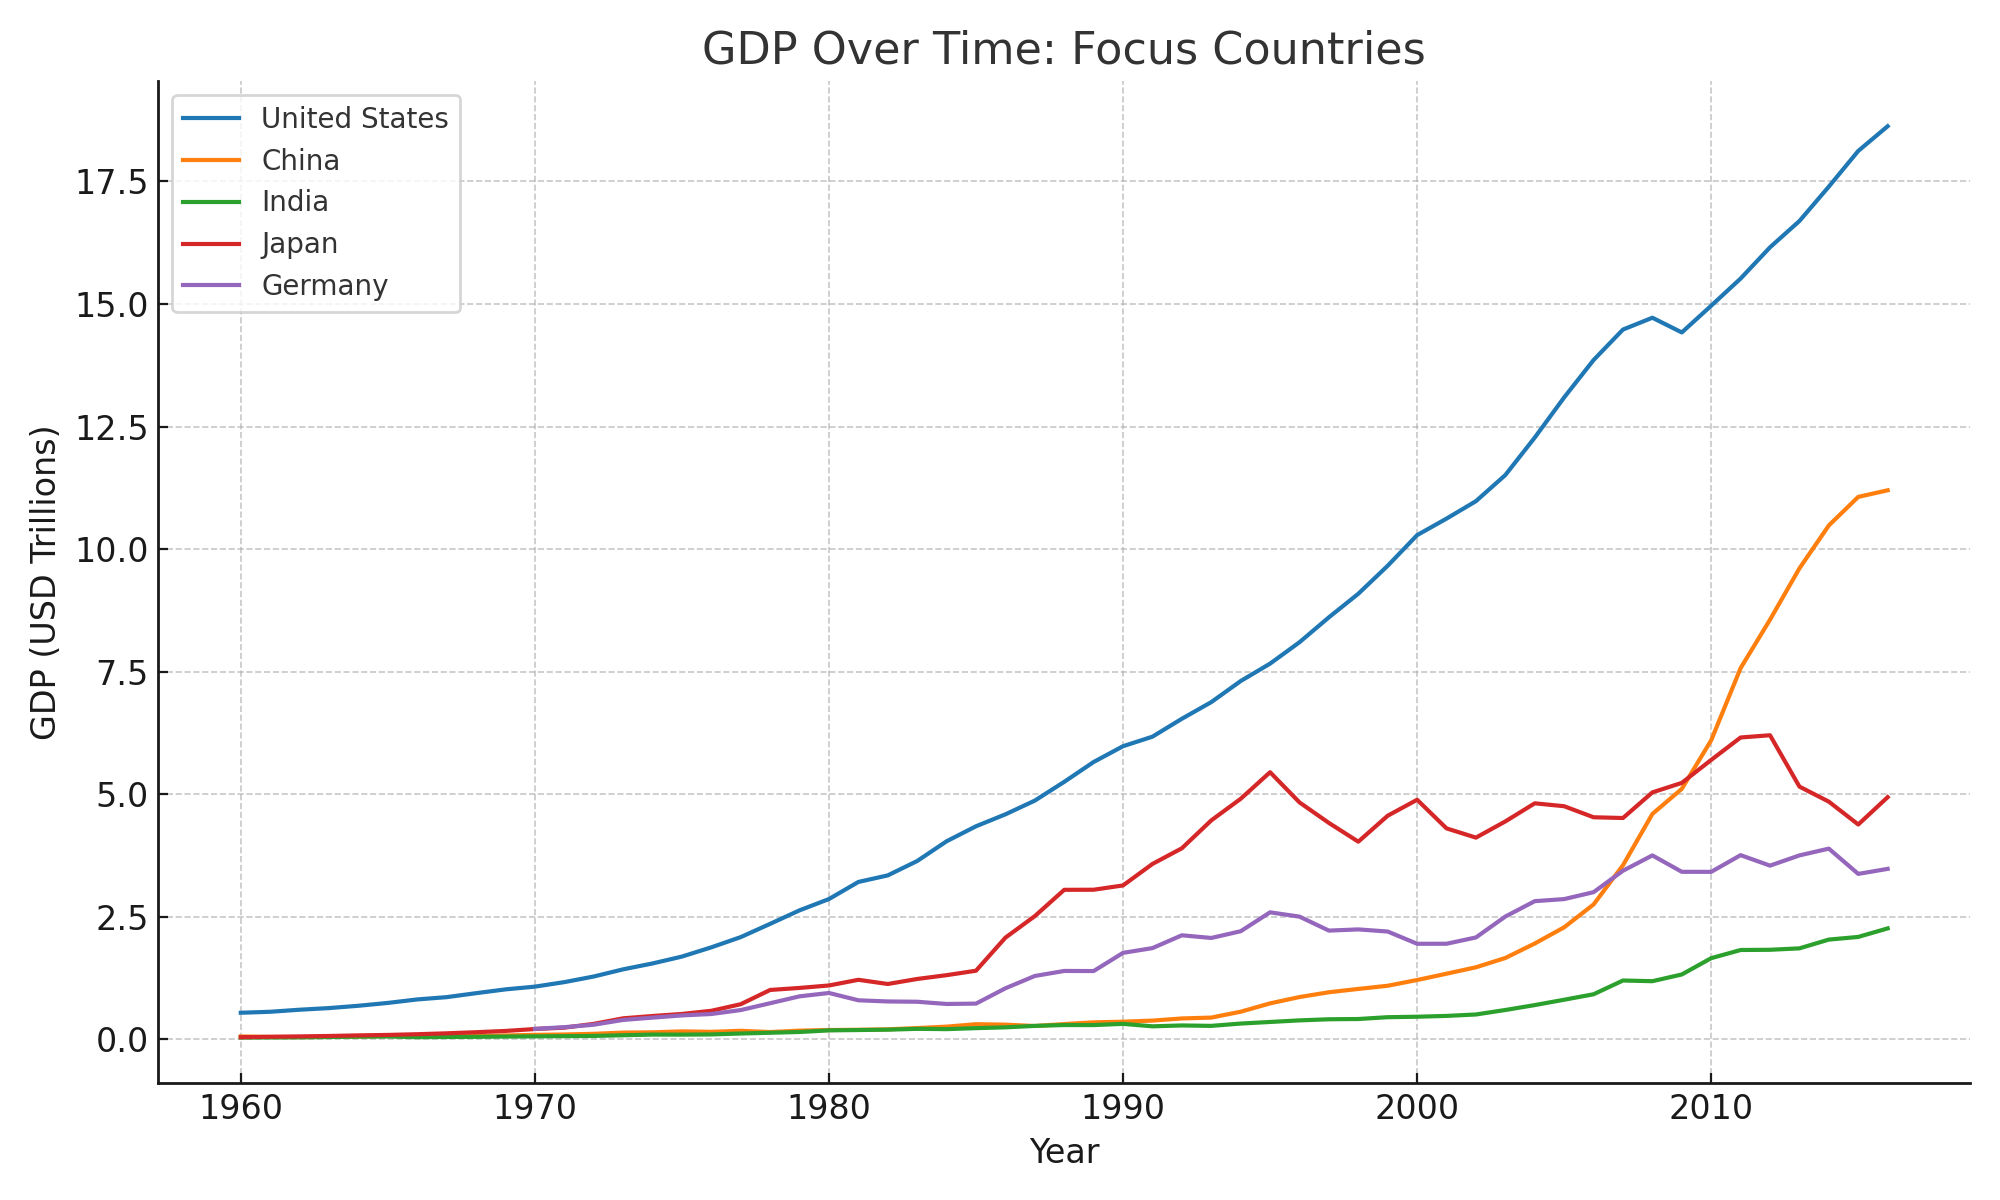 GDP Over Time: Focus Countries
United States
China
India
Japan
Germany
GDP (USD Trillions)
17.5
15.0
12.5
10.0
7.5
5.0
2.5
0.0
1960 1970 1980 1990 2000 2010
Year